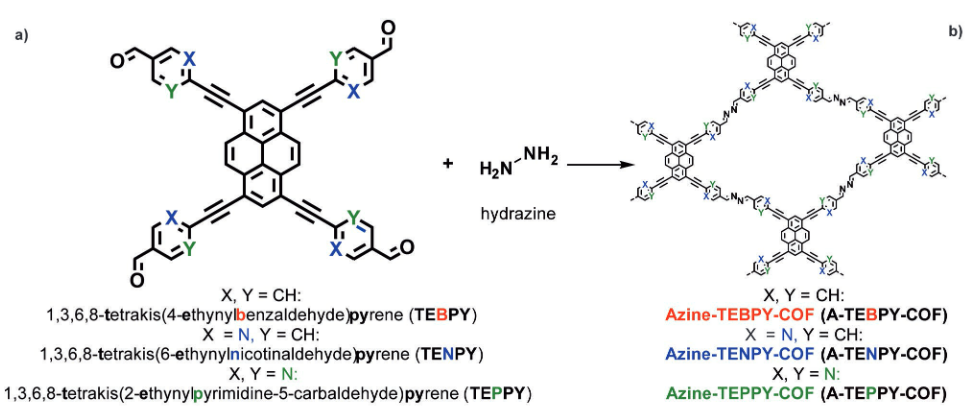 a)
b)
O
O
X
Y
Y
X
X
Y
Y
X
O
O
+
H2N
NH2
hydrazine
X, Y = CH:
1,3,6,8-tetrakis(4-ethynylbenzaldehyde)pyrene (TEBPY)
X = N, Y = CH:
1,3,6,8-tetrakis(6-ethynylnicotinaldehyde)pyrene (TENPY)
X, Y = N:
1,3,6,8-tetrakis(2-ethynylpyrimidine-5-carbaldehyde)pyrene (TEPPY)
X, Y = CH:
Azine-TEBPY-COF (A-TEBPY-COF)
X = N, Y = CH:
Azine-TENPY-COF (A-TENPY-COF)
X, Y = N:
Azine-TEPPY-COF (A-TEPPY-COF)